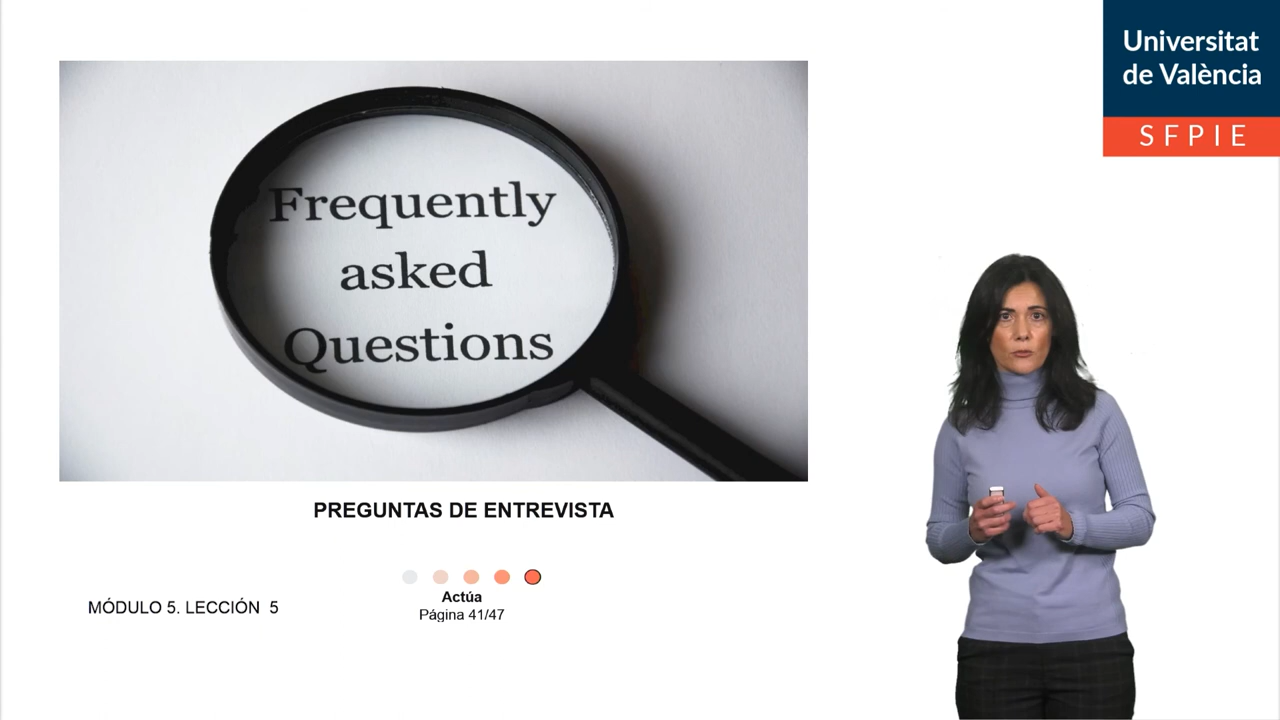 Universitat
de València
SFPIE
Frequently
asked
Questions
PREGUNTAS DE ENTREVISTA
Actúa
MÓDULO 5. LECCIÓN 5
Página 41/47